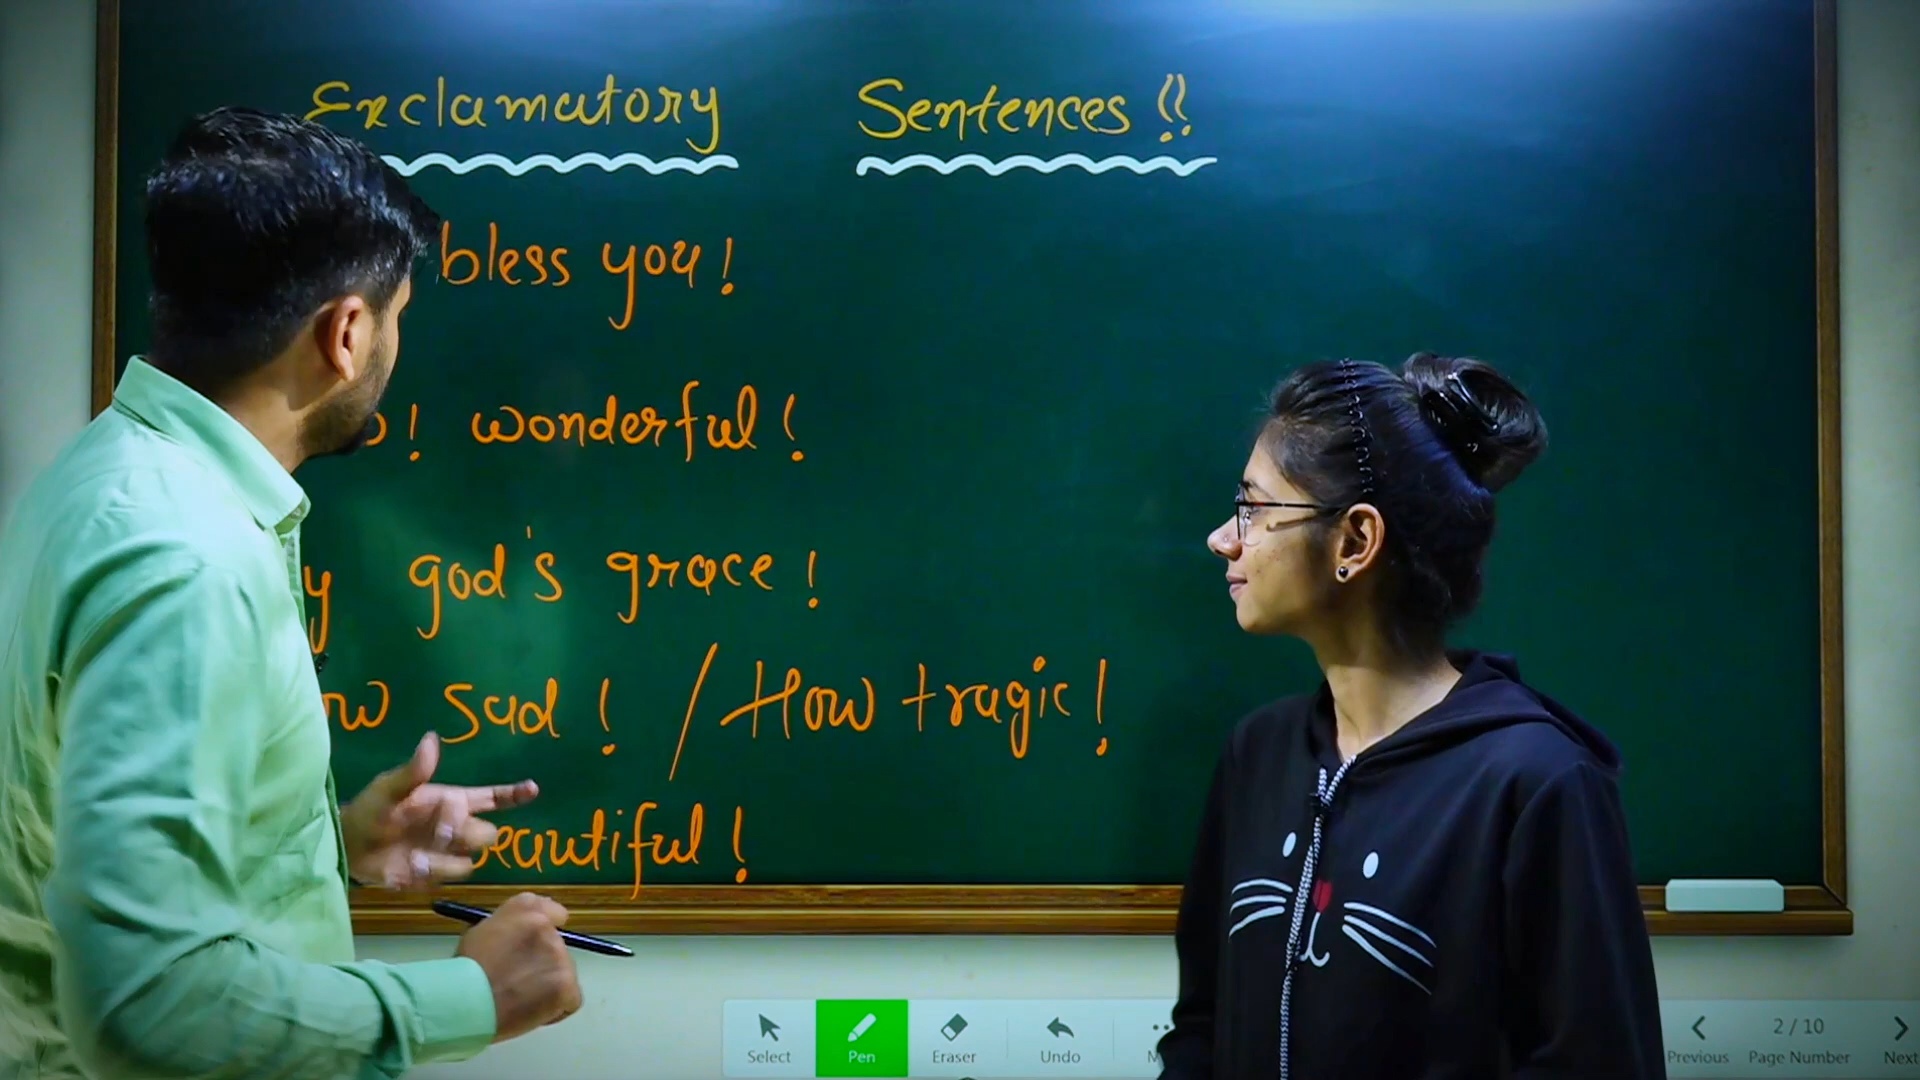 Exclamatory Sentences !!
bless you!
! wonderful!
god's grace!
sad! / How tragic!
beautiful!
Select
Pen
Eraser
Undo
Previous
2 / 10
Page Number
Next